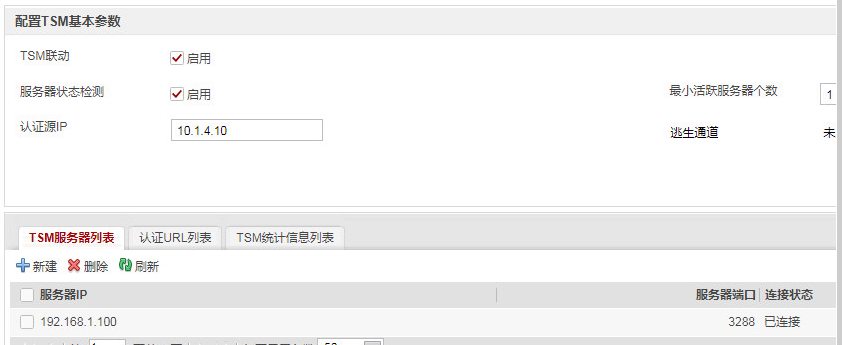 配置TSM基本参数
TSM联动 启用
服务器状态检测 启用 最小活跃服务器个数 1
认证源IP 10.1.4.10 逃生通道 未
TSM服务器列表 认证URL列表 TSM统计信息列表
新建 删除 刷新
服务器IP 服务器端口 连接状态
192.168.1.100 3288 已连接